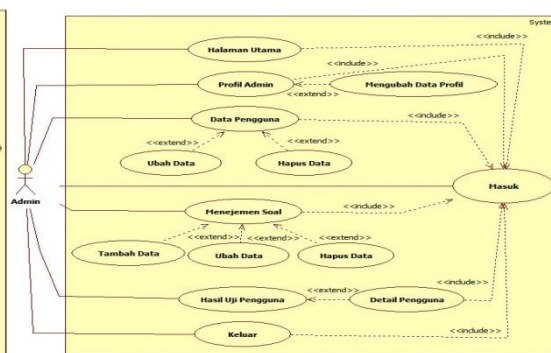 Syste
Halaman Utama
<<include>>
Profil Admin
<<include>>
<<extend>>
Mengubah Data Profil
Data Pengguna
<<include>>
<<extend>>
<<extend>>
Ubah Data
Hapus Data
Admin
Masuk
Menejemen Soal
<<include>>
<<extend>>
<<extend>>
<<extend>>
Tambah Data
Ubah Data
Hapus Data
<<include>>
Hasil Uji Pengguna
<<extend>>
Detail Pengguna
Keluar
<<include>>